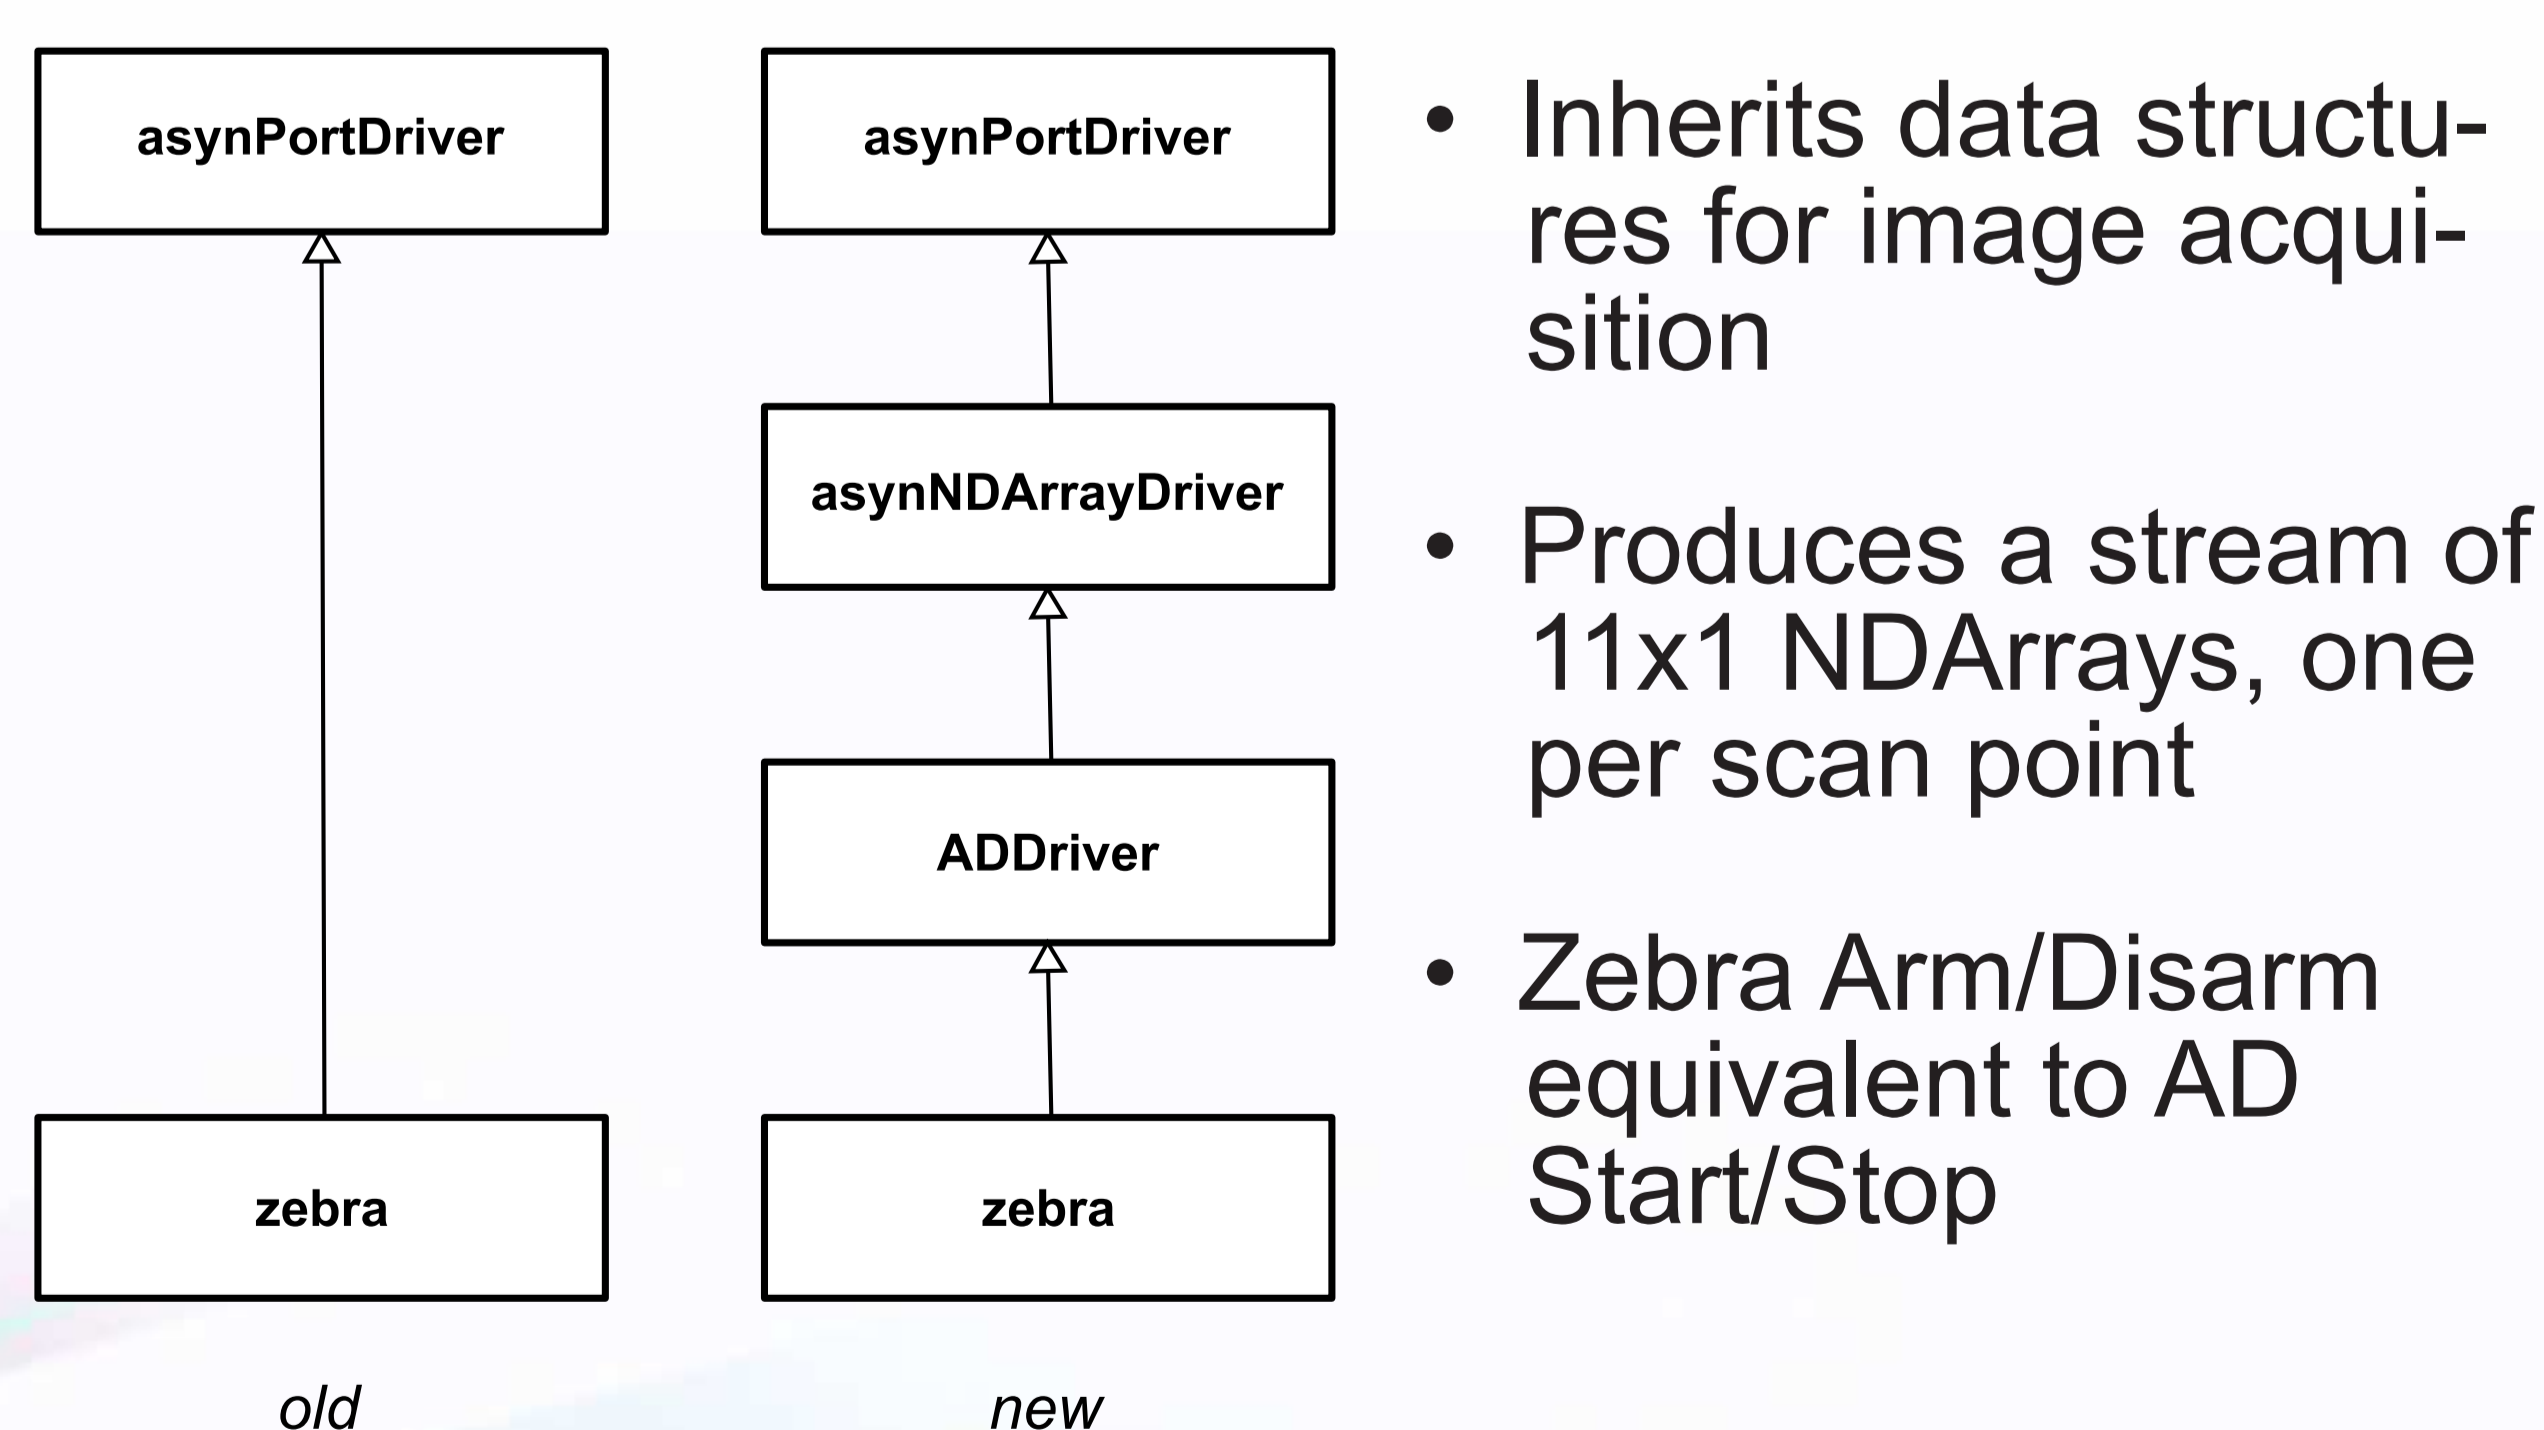 asynPortDriver
zebra
old
asynPortDriver
asynNDArrayDriver
ADDriver
zebra
new
• Inherits data structu-
res for image acqui-
sition
• Produces a stream of
11x1 NDArrays, one
per scan point
• Zebra Arm/Disarm
equivalent to AD
Start/Stop